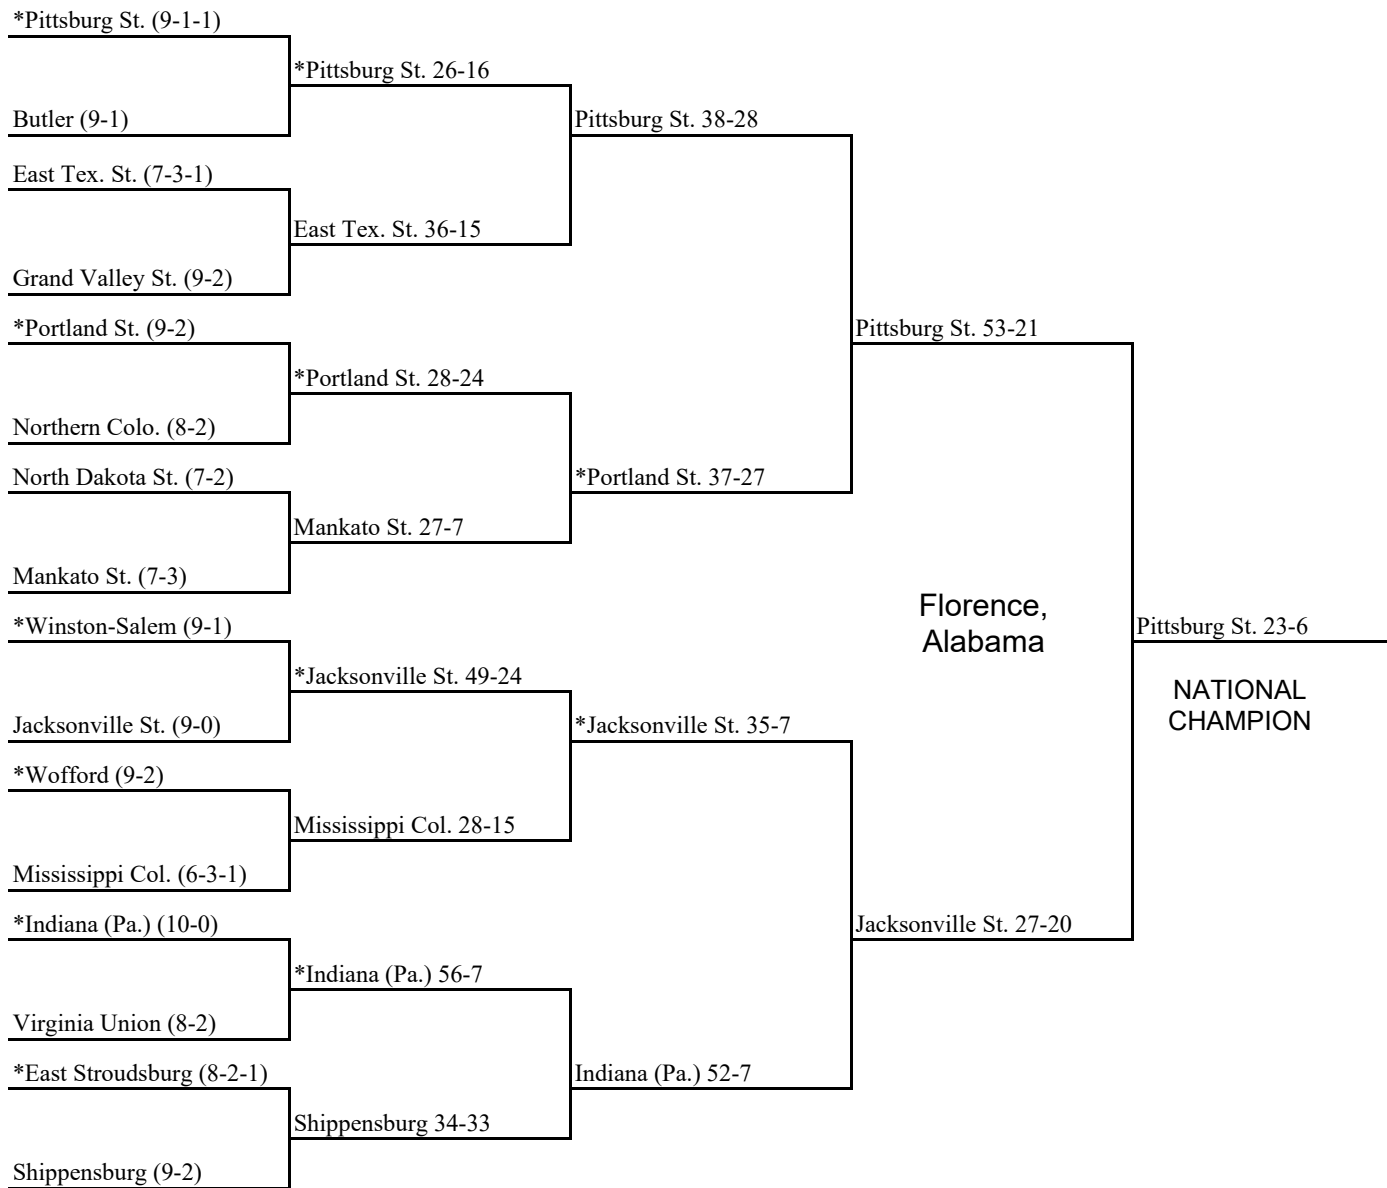 *Pittsburg St. (9-1-1)
*Pittsburg St. 26-16
Butler (9-1)
Pittsburg St. 38-28
East Tex. St. (7-3-1)
East Tex. St. 36-15
Grand Valley St. (9-2)
*Portland St. (9-2)
Pittsburg St. 53-21
*Portland St. 28-24
Northern Colo. (8-2)
North Dakota St. (7-2)
*Portland St. 37-27
Mankato St. 27-7
Mankato St. (7-3)
Florence,
Alabama
*Winston-Salem (9-1)
Pittsburg St. 23-6
*Jacksonville St. 49-24
NATIONAL
CHAMPION
Jacksonville St. (9-0)
*Jacksonville St. 35-7
*Wofford (9-2)
Mississippi Col. 28-15
Mississippi Col. (6-3-1)
*Indiana (Pa.) (10-0)
Jacksonville St. 27-20
*Indiana (Pa.) 56-7
Virginia Union (8-2)
*East Stroudsburg (8-2-1)
Indiana (Pa.) 52-7
Shippensburg 34-33
Shippensburg (9-2)